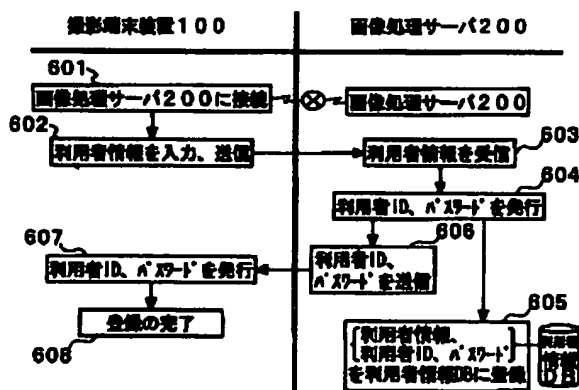 撮影端末装置100
画像処理サーバ200
601
画像処理サーバ200に接続
画像処理サーバ200
602
利用者情報を入力、送信
603
利用者情報を受信
604
利用者ID、パスワードを発行
606
利用者ID、
パスワードを送信
607
利用者ID、パスワードを発行
登録の完了
608
605
利用者情報、
利用者ID、パスワード
を利用者情報DBに登録
利用者
情報
DB